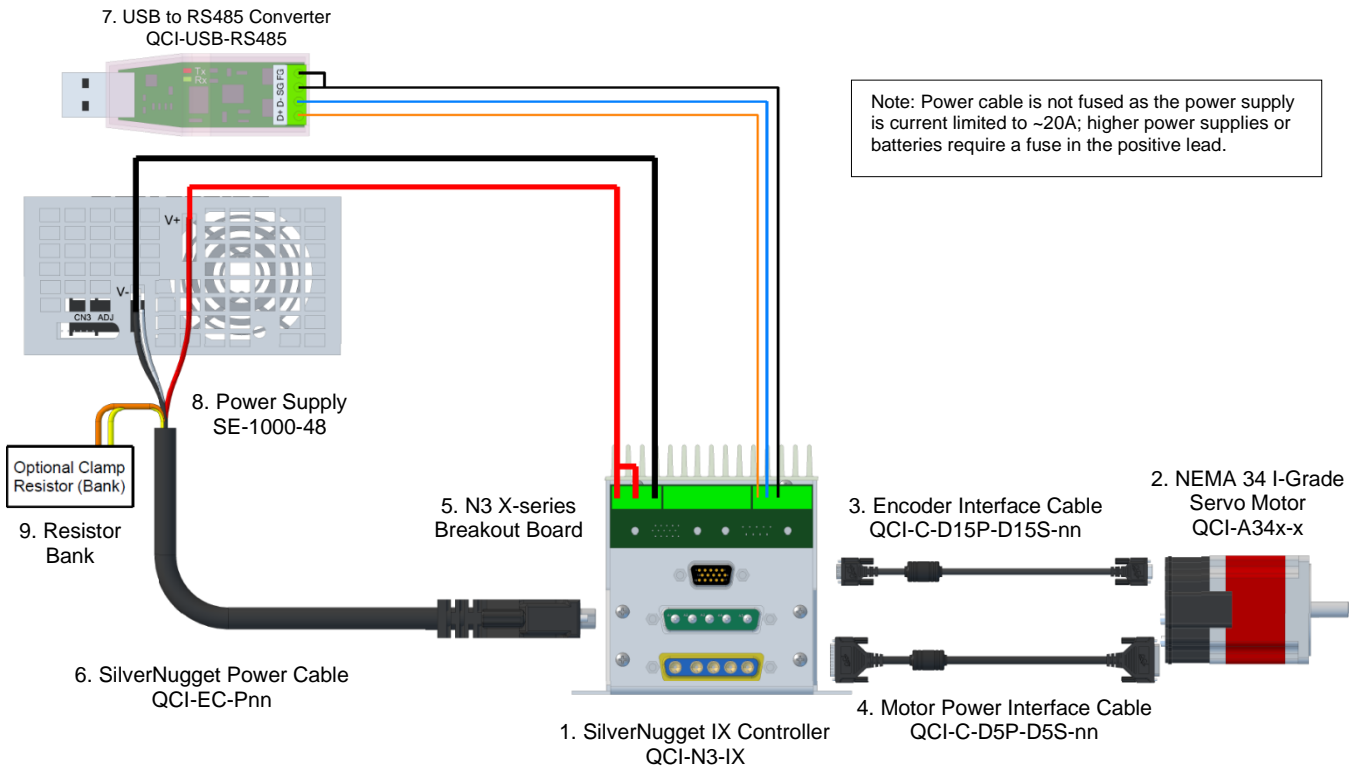 7. USB to RS485 Converter
QCI-USB-RS485
Tx
Rx
D+ D- SG FG
Note: Power cable is not fused as the power supply
is current limited to ~20A; higher power supplies or
batteries require a fuse in the positive lead.
V+
V-
CN3 ADJ
8. Power Supply
SE-1000-48
Optional Clamp
Resistor (Bank)
9. Resistor
Bank
5. N3 X-series
Breakout Board
3. Encoder Interface Cable
QCI-C-D15P-D15S-nn
2. NEMA 34 I-Grade
Servo Motor
QCI-A34x-x
6. SilverNugget Power Cable
QCI-EC-Pnn
4. Motor Power Interface Cable
QCI-C-D5P-D5S-nn
1. SilverNugget IX Controller
QCI-N3-IX